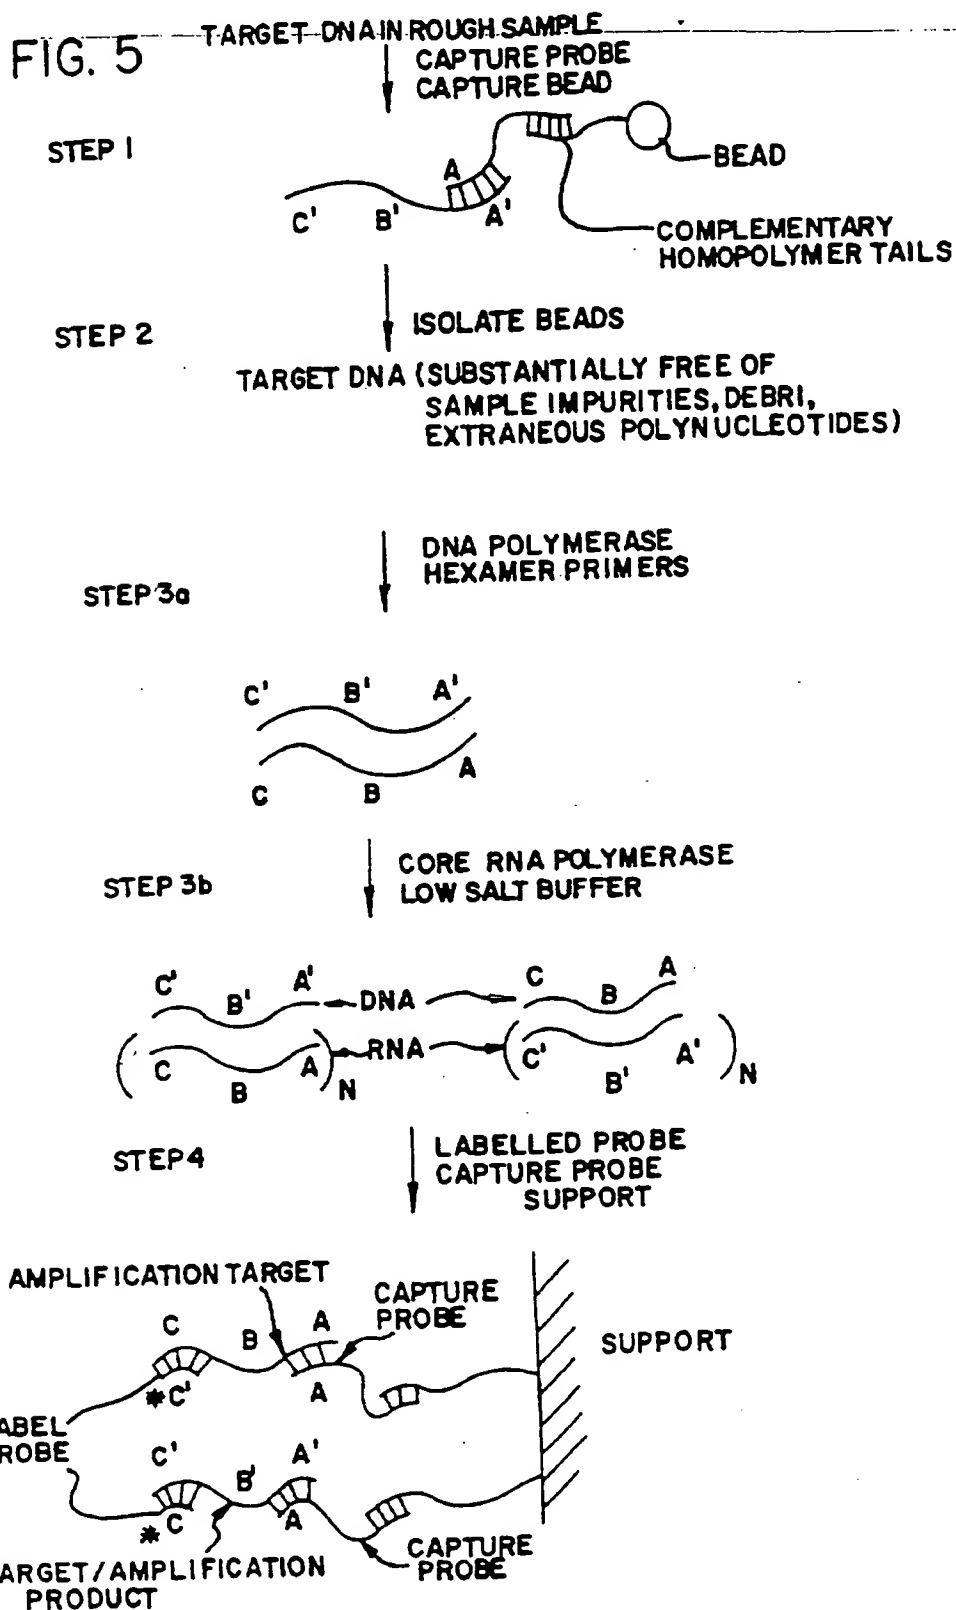 FIG. 5
TARGET DNA IN ROUGH SAMPLE
CAPTURE PROBE
CAPTURE BEAD
STEP 1
A
BEAD
C' B' A'
COMPLEMENTARY
HOMOPOLYMER TAILS
STEP 2
ISOLATE BEADS
TARGET DNA (SUBSTANTIALLY FREE OF
SAMPLE IMPURITIES, DEBRI,
EXTRANEOUS POLYNUCLEOTIDES)
DNA POLYMERASE
HEXAMER PRIMERS
STEP 3a
C' B' A'
C B A
STEP 3b
CORE RNA POLYMERASE
LOW SALT BUFFER
C' B' A' DNA C B A
( C B A )N RNA ( C' B' A' )N
STEP 4
LABELLED PROBE
CAPTURE PROBE
SUPPORT
AMPLIFICATION TARGET
CAPTURE
PROBE
C B A
SUPPORT
*C' A
ABEL
ROBE
C' B' A'
* C A
CAPTURE
PROBE
ARGET/AMPLIFICATION
PRODUCT